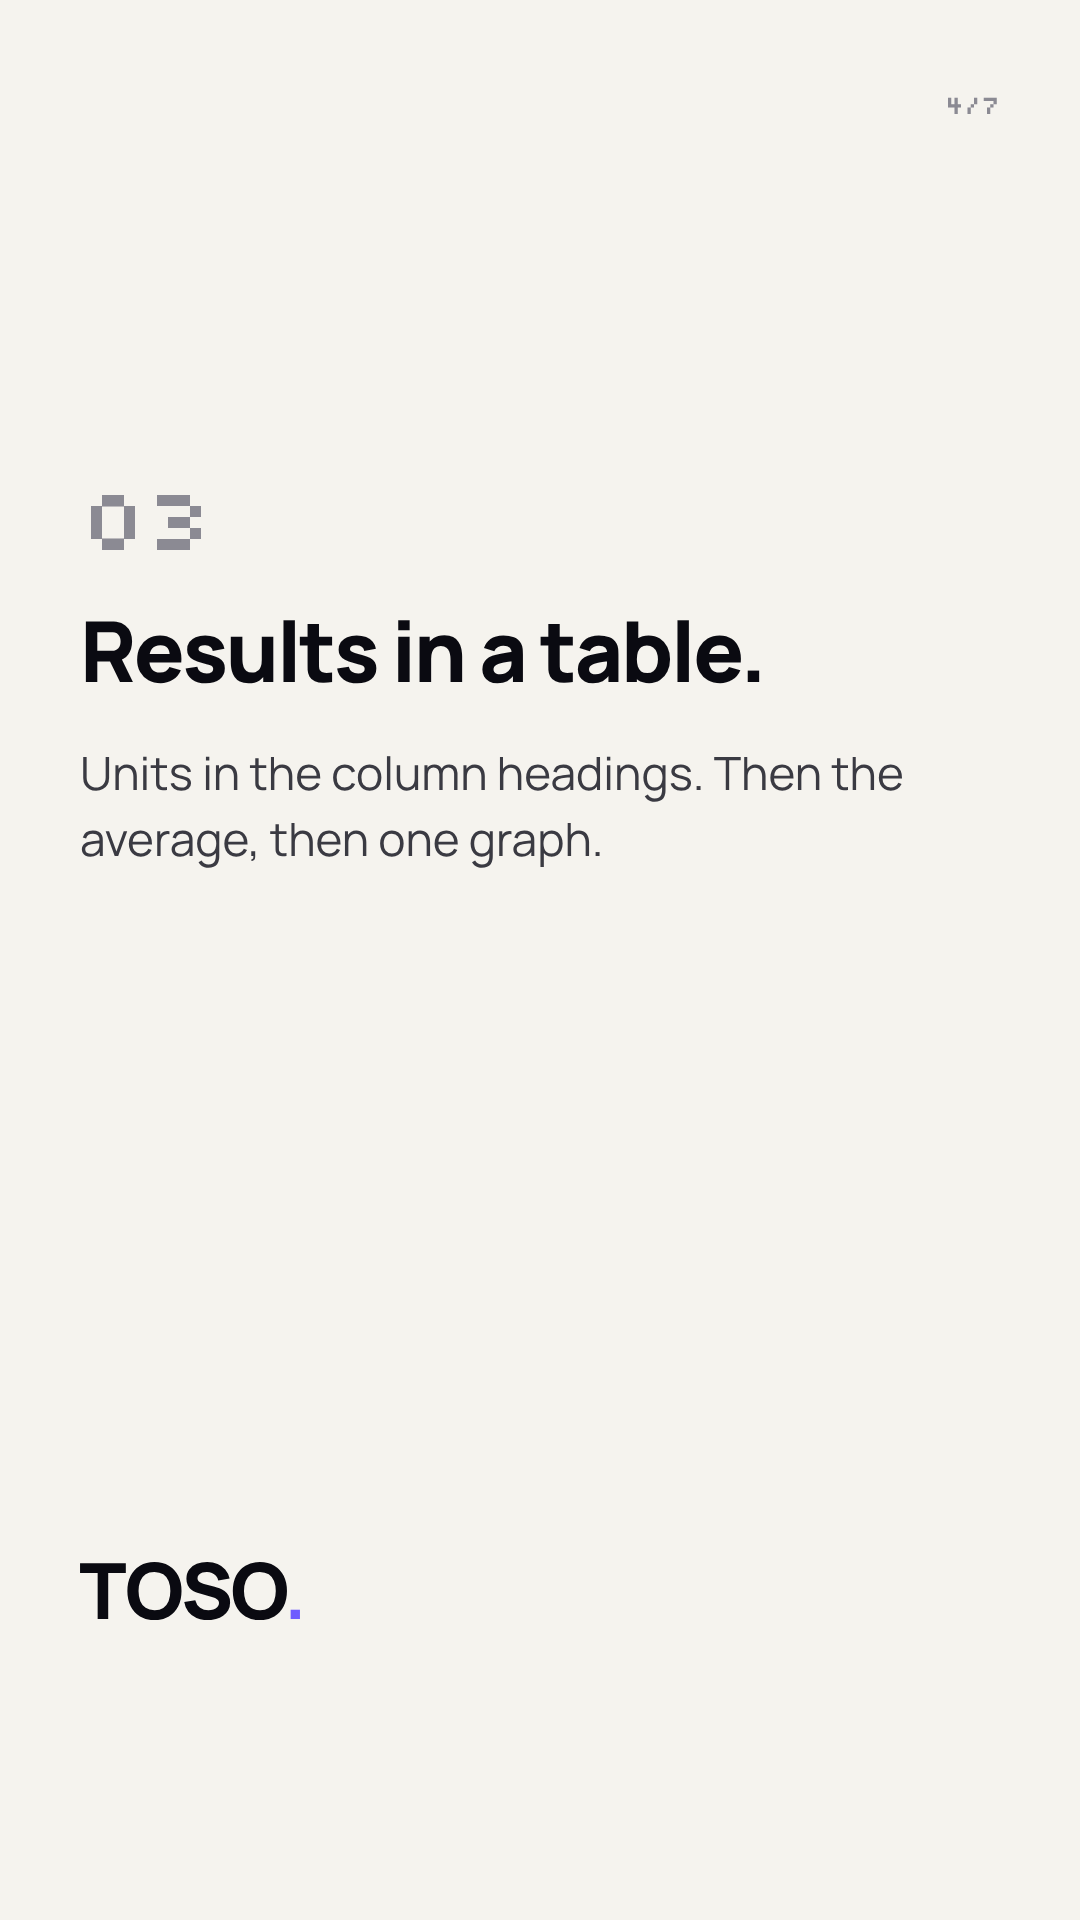 4/7
03
Results in a table.
Units in the column headings. Then the
average, then one graph.
TOSO.